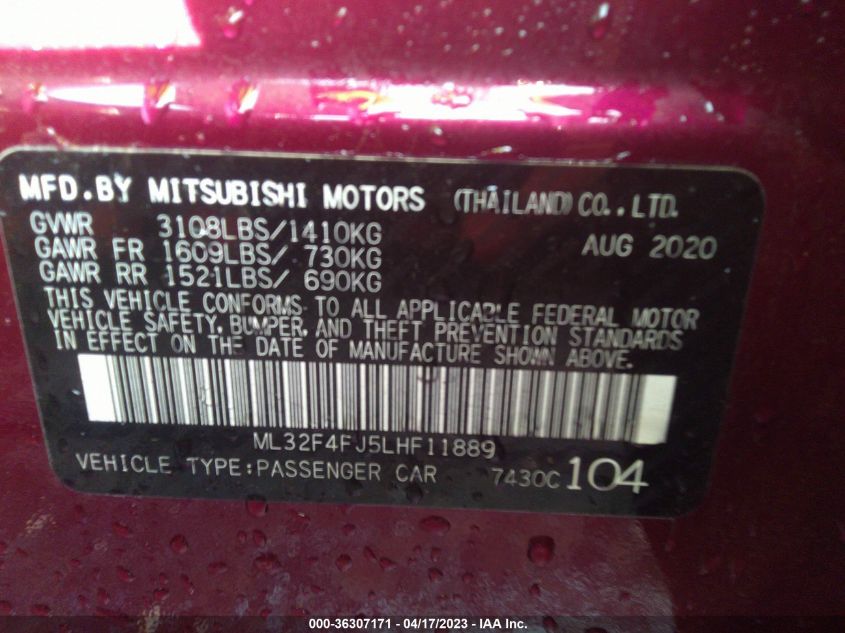 MFD.BY MITSUBISHI MOTORS (THAILAND) CO.,LTD.
GVWR 3108LBS/1410KG AUG 2020
GAWR FR 1609LBS/ 730KG
GAWR RR 1521LBS/ 690KG
THIS VEHICLE CONFORMS TO ALL APPLICABLE FEDERAL MOTOR
VEHICLE SAFETY, BUMPER, AND THEFT PREVENTION STANDARDS
IN EFFECT ON THE DATE OF MANUFACTURE SHOWN ABOVE.
ML32F4FJ5LHF11889
VEHICLE TYPE:PASSENGER CAR 7430C 104
000-36307171 - 04/17/2023 - IAA Inc.